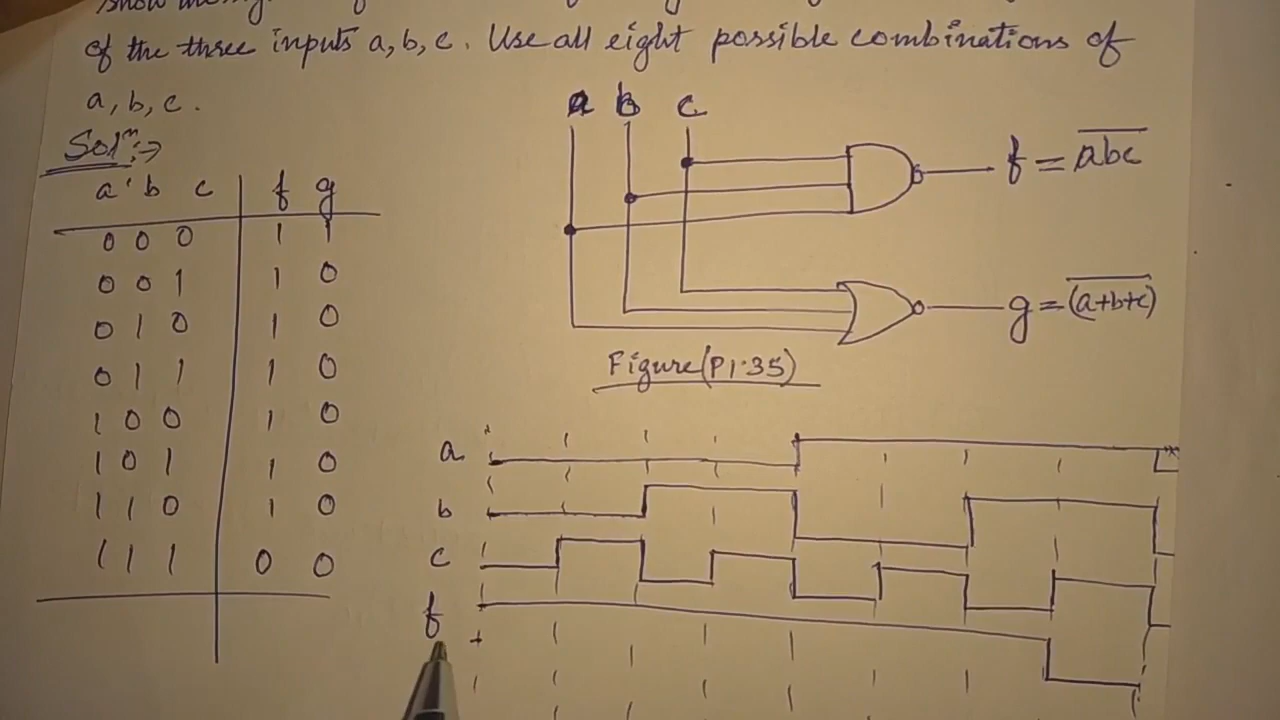 of the three inputs a, b, c. Use all eight possible combinations of
a, b, c.
Solⁿ:→
a b c f g
0 0 0 1 1
0 0 1 1 0
0 1 0 1 0
0 1 1 1 0
1 0 0 1 0
1 0 1 1 0
1 1 0 1 0
1 1 1 0 0
a b c
f = \overline{abc}
g = \overline{(a+b+c)}
Figure(P1.35)
a
b
c
f